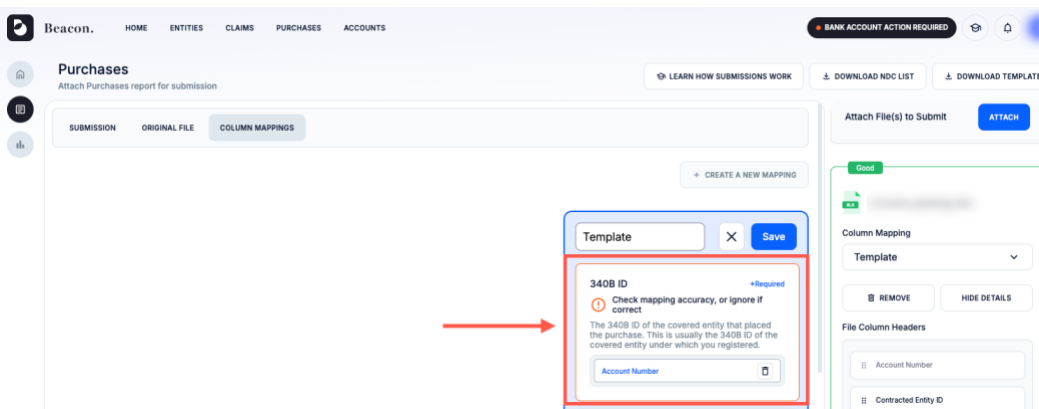 Beacon.
HOME ENTITIES CLAIMS PURCHASES ACCOUNTS
BANK ACCOUNT ACTION REQUIRED
Purchases
Attach Purchases report for submission
LEARN HOW SUBMISSIONS WORK
DOWNLOAD NDC LIST
DOWNLOAD TEMPLATE
SUBMISSION ORIGINAL FILE COLUMN MAPPINGS
+ CREATE A NEW MAPPING
Template
Save
340B ID
*Required
Check mapping accuracy, or ignore if
correct
The 340B ID of the covered entity that placed
the purchase. This is usually the 340B ID of the
covered entity under which you registered.
Account Number
Attach File(s) to Submit
ATTACH
Good
XLS
Column Mapping
Template
REMOVE
HIDE DETAILS
File Column Headers
Account Number
Contracted Entity ID